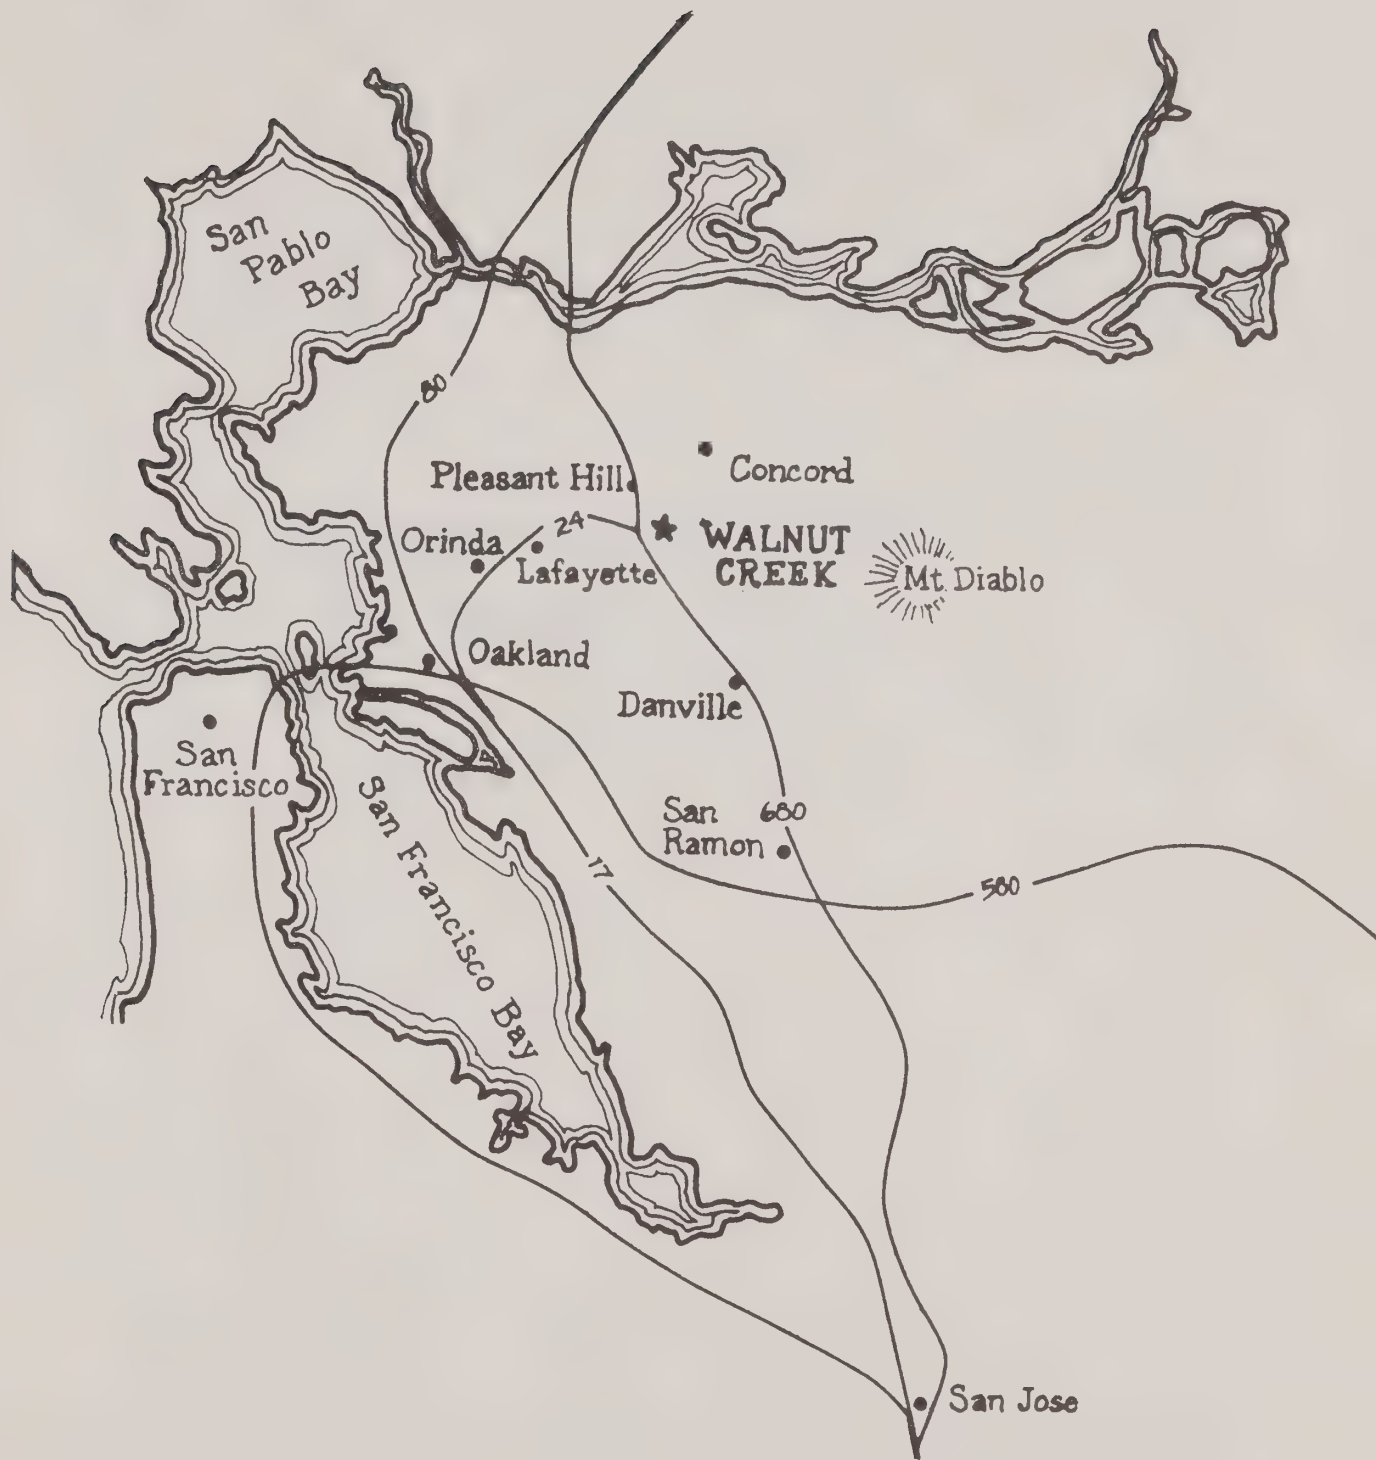 San
Pablo
Bay
80
Concord
Pleasant Hill
24
Orinda
WALNUT
CREEK
Lafayette
Mt. Diablo
Oakland
Danville
San
Francisco
San Francisco Bay
San
Ramon
680
17
580
San Jose